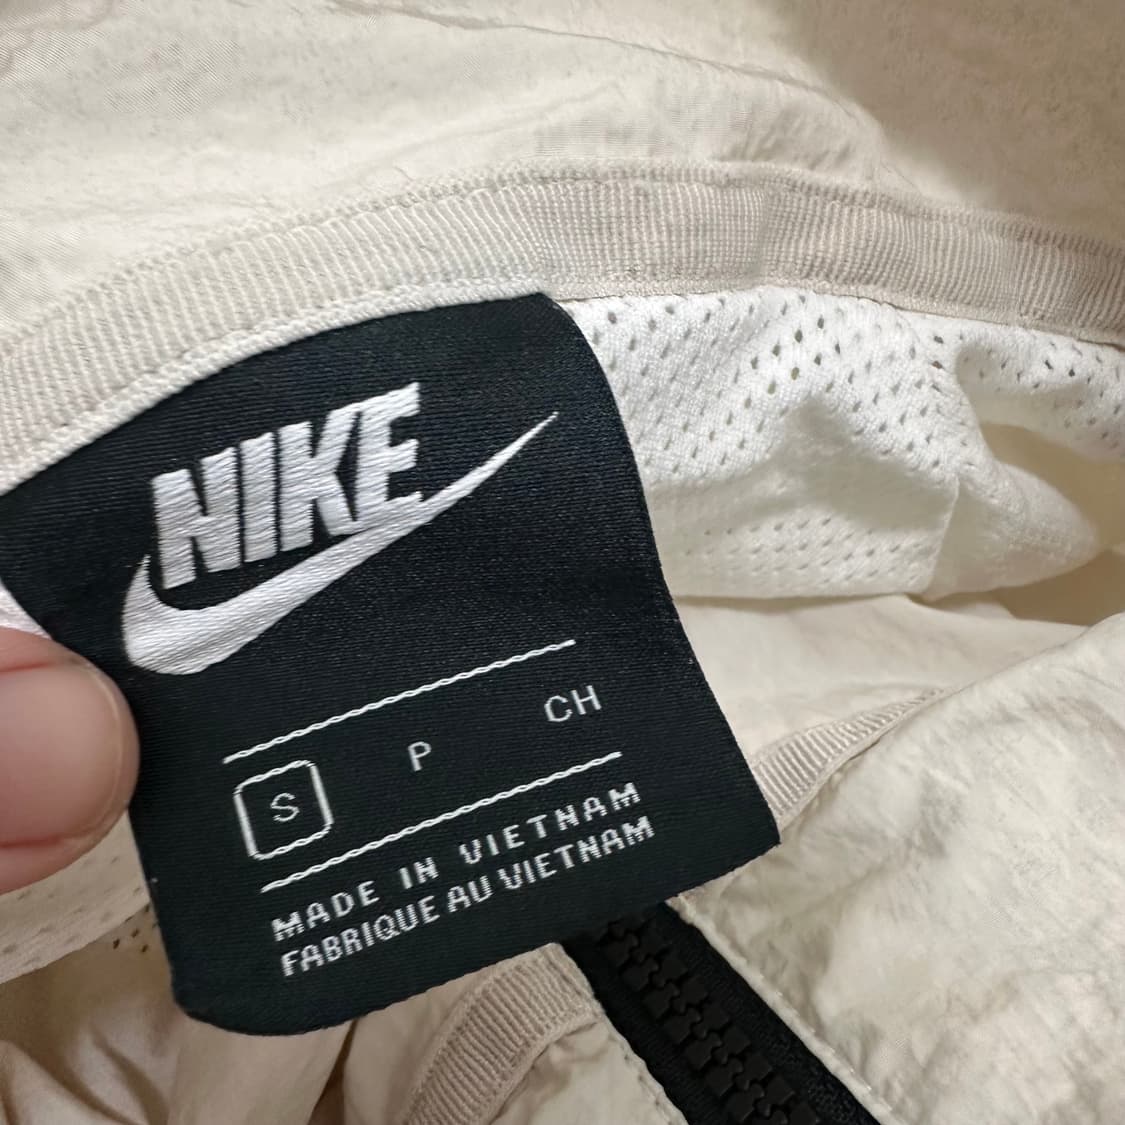 NIKE
S P CH
MADE IN VIETNAM
FABRIQUE AU VIETNAM